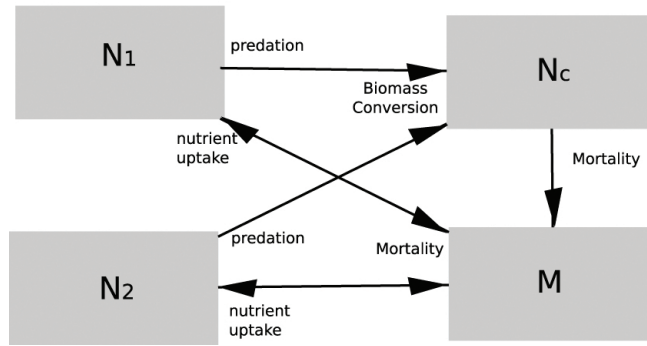 N1
predation
Nc
Biomass
Conversion
nutrient
uptake
Mortality
predation
Mortality
N2
M
nutrient
uptake